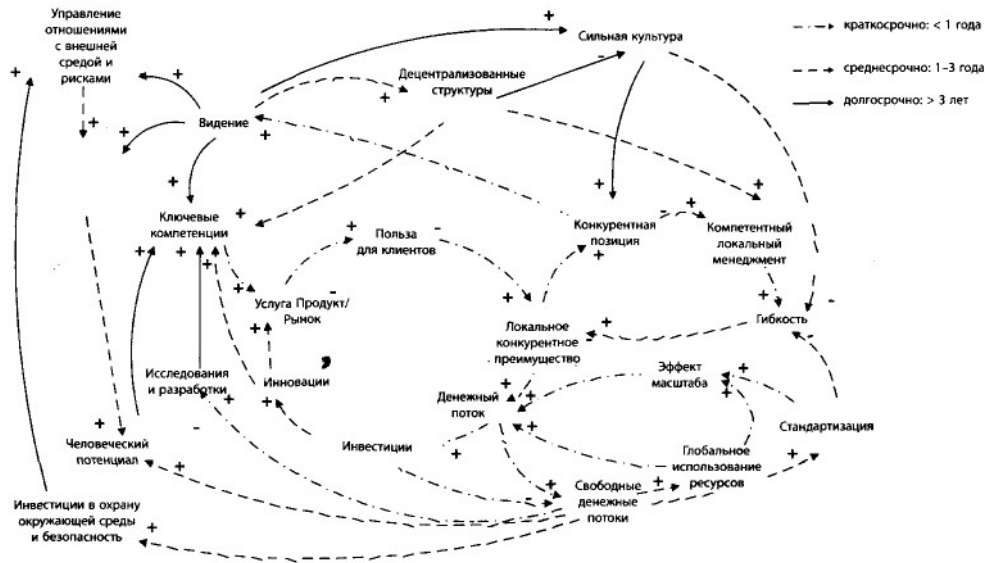 Управление
отношениями
с внешней
средой и
рисками
Видение
Децентрализованные
структуры
Сильная культура
краткосрочно: < 1 года
среднесрочно: 1–3 года
долгосрочно: > 3 лет
Ключевые
компетенции
Польза
для клиентов
Конкурентная
позиция
Компетентный
локальный
менеджмент
Услуга Продукт/
Рынок
Локальное
конкурентное
преимущество
Гибкость
Исследования
и разработки
Инновации
,
Денежный
поток
Эффект
масштаба
Стандартизация
Человеческий
потенциал
Инвестиции
Глобальное
использование
ресурсов
Свободные
денежные
потоки
Инвестиции в охрану
окружающей среды
и безопасность